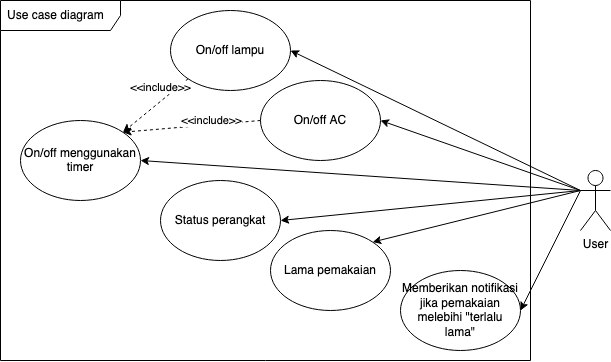 Use case diagram
On/off lampu
<<include>>
<<include>>
On/off AC
On/off menggunakan
timer
Status perangkat
User
Lama pemakaian
Memberikan notifikasi
jika pemakaian
melebihi "terlalu
lama"